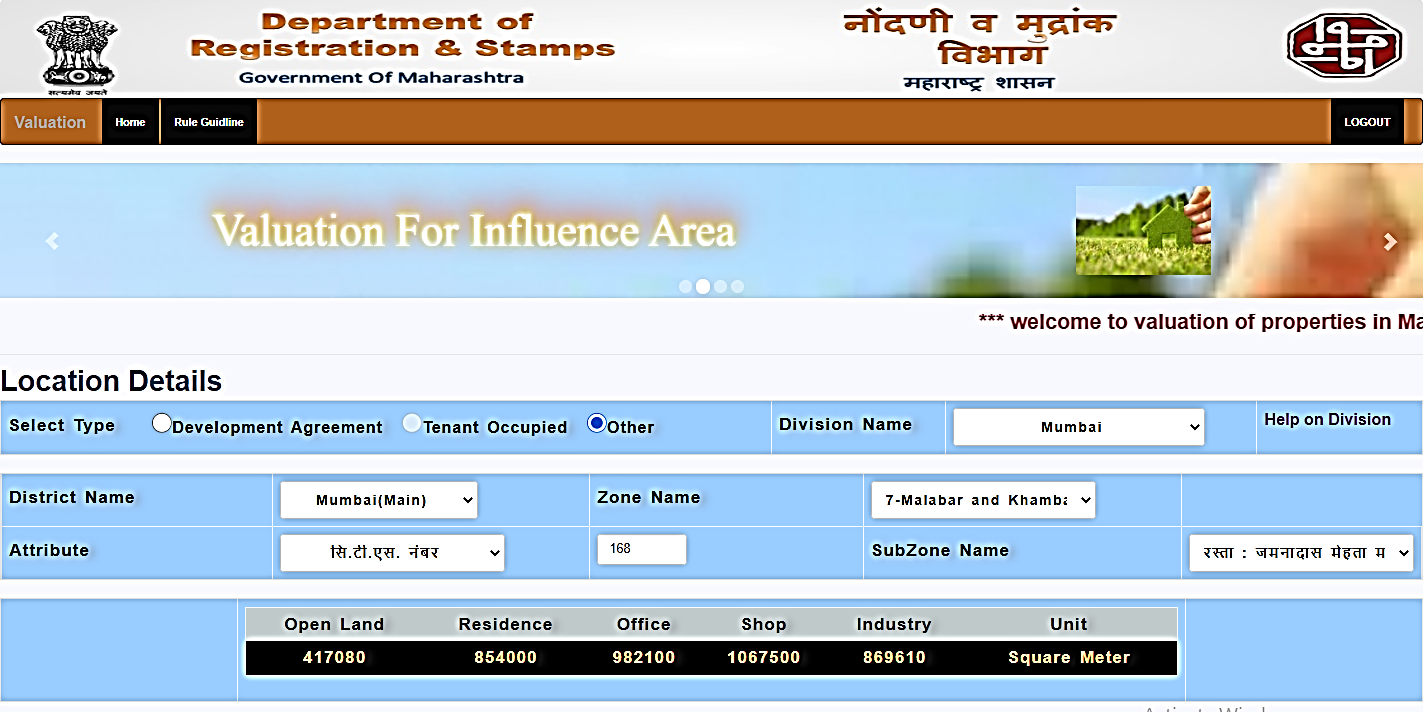 Department of
Registration & Stamps
Government Of Maharashtra
सत्यमेव जयते
नोंदणी व मुद्रांक
विभाग
महाराष्ट्र शासन
Valuation Home Rule Guidline LOGOUT
Valuation For Influence Area
*** welcome to valuation of properties in Ma
Location Details
Select Type Development Agreement Tenant Occupied Other Division Name Mumbai Help on Division
District Name Mumbai(Main) Zone Name 7-Malabar and Khamba
Attribute सि.टी.एस. नंबर 168 SubZone Name रस्ता : जमनादास मेहता म
Open Land Residence Office Shop Industry Unit
417080 854000 982100 1067500 869610 Square Meter